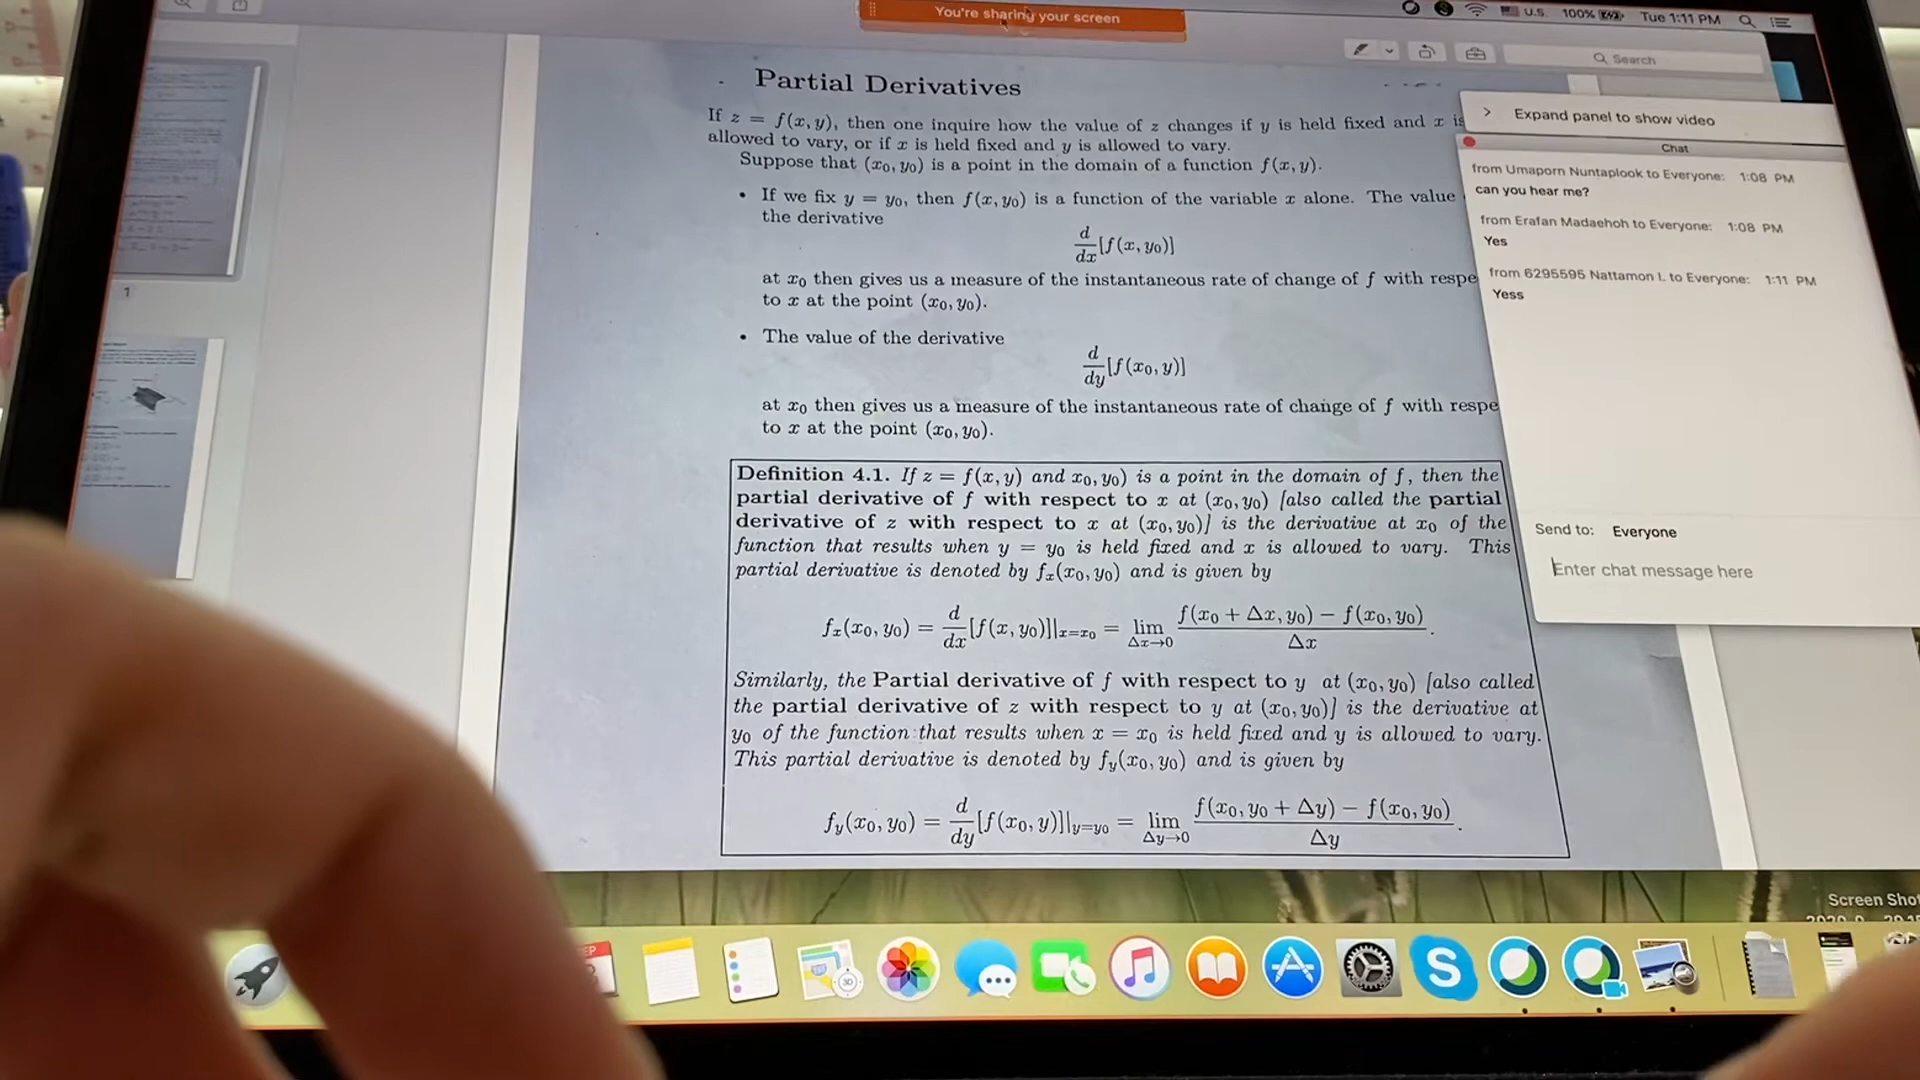 You're sharing your screen
U.S. 100% Tue 1:11 PM
Search
Partial Derivatives
If z = f(x, y), then one inquire how the value of z changes if y is held fixed and x is
allowed to vary, or if x is held fixed and y is allowed to vary.
Suppose that (x₀, y₀) is a point in the domain of a function f(x, y).
• If we fix y = y₀, then f(x, y₀) is a function of the variable x alone. The value
the derivative
d/dx [f(x, y₀)]
at x₀ then gives us a measure of the instantaneous rate of change of f with respe
to x at the point (x₀, y₀).
• The value of the derivative
d/dy [f(x₀, y)]
at x₀ then gives us a measure of the instantaneous rate of change of f with respe
to x at the point (x₀, y₀).
Definition 4.1. If z = f(x, y) and x₀, y₀) is a point in the domain of f, then the
partial derivative of f with respect to x at (x₀, y₀) [also called the partial
derivative of z with respect to x at (x₀, y₀)] is the derivative at x₀ of the
function that results when y = y₀ is held fixed and x is allowed to vary. This
partial derivative is denoted by fₓ(x₀, y₀) and is given by
fₓ(x₀, y₀) = d/dx [f(x, y₀)]|ₓ₌ₓ₀ = lim Δx→0 (f(x₀ + Δx, y₀) − f(x₀, y₀))/Δx.
Similarly, the Partial derivative of f with respect to y at (x₀, y₀) [also called
the partial derivative of z with respect to y at (x₀, y₀)] is the derivative at
y₀ of the function that results when x = x₀ is held fixed and y is allowed to vary.
This partial derivative is denoted by f_y(x₀, y₀) and is given by
f_y(x₀, y₀) = d/dy [f(x₀, y)]|y=y₀ = lim Δy→0 (f(x₀, y₀ + Δy) − f(x₀, y₀))/Δy.
1
Expand panel to show video
Chat
from Umaporn Nuntaplook to Everyone: 1:08 PM
can you hear me?
from Erafan Madaehoh to Everyone: 1:08 PM
Yes
from 6295595 Nattamon I. to Everyone: 1:11 PM
Yess
Send to: Everyone
Enter chat message here
Screen Sho